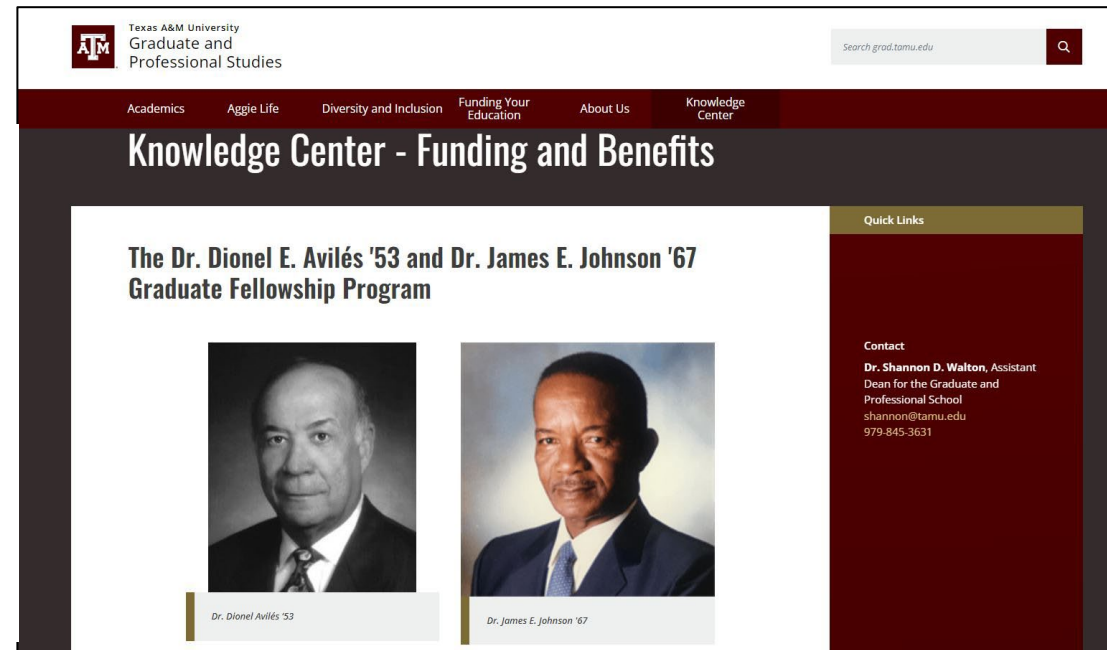 Texas A&M University
Graduate and
Professional Studies
ĀM
Search grad.tamu.edu
Academics Aggie Life Diversity and Inclusion Funding Your Education About Us Knowledge Center
Knowledge Center - Funding and Benefits
The Dr. Dionel E. Avilés '53 and Dr. James E. Johnson '67
Graduate Fellowship Program
Dr. Dionel Avilés '53
Dr. James E. Johnson '67
Quick Links
Contact
Dr. Shannon D. Walton, Assistant
Dean for the Graduate and
Professional School
shannon@tamu.edu
979-845-3631